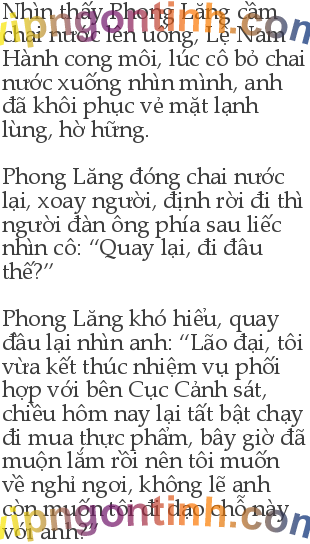 Nhìn thấy Phong Lăng cầm
chai nước lên uống, Lệ Nam
Hành cong môi, lúc cô bỏ chai
nước xuống nhìn mình, anh
đã khôi phục vẻ mặt lạnh
lùng, hờ hững.
Phong Lăng đóng chai nước
lại, xoay người, định rời đi thì
người đàn ông phía sau liếc
nhìn cô: “Quay lại, đi đâu
thế?”
Phong Lăng khó hiểu, quay
đầu lại nhìn anh: “Lão đại, tôi
vừa kết thúc nhiệm vụ phối
hợp với bên Cục Cảnh sát,
chiều hôm nay lại tất bật chạy
đi mua thực phẩm, bây giờ đã
muộn lắm rồi nên tôi muốn
về nghỉ ngơi, không lẽ anh
còn muốn tôi đi dạo chỗ này
với anh?”
vipngontinh.com
vipngontinh.com